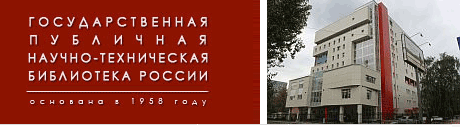 ГОСУДАРСТВЕННАЯ
ПУБЛИЧНАЯ
НАУЧНО-ТЕХНИЧЕСКАЯ
БИБЛИОТЕКА РОССИИ
основана в 1958 году